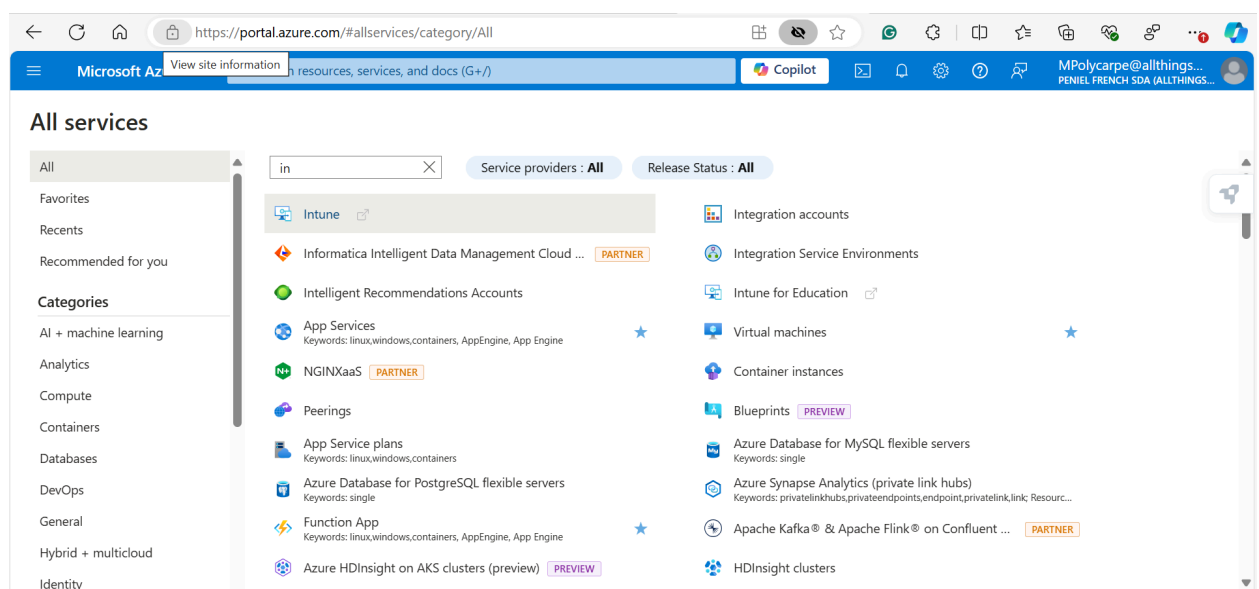 https://portal.azure.com/#allservices/category/All
View site information
Microsoft Az
resources, services, and docs (G+/)
Copilot
MPolycarpe@allthings...
PENIEL FRENCH SDA (ALLTHINGS...
All services
All
Favorites
Recents
Recommended for you
Categories
AI + machine learning
Analytics
Compute
Containers
Databases
DevOps
General
Hybrid + multicloud
Identity
in
Service providers : All
Release Status : All
Intune
Integration accounts
Informatica Intelligent Data Management Cloud ... PARTNER
Integration Service Environments
Intelligent Recommendations Accounts
Intune for Education
App Services
Keywords: linux,windows,containers, AppEngine, App Engine
Virtual machines
N+
NGINXaaS PARTNER
Container instances
Peerings
Blueprints PREVIEW
App Service plans
Keywords: linux,windows,containers
My
Azure Database for MySQL flexible servers
Keywords: single
Azure Database for PostgreSQL flexible servers
Keywords: single
Azure Synapse Analytics (private link hubs)
Keywords: privatelinkhubs,privateendpoints,endpoint,privatelink,link; Resourc...
Function App
Keywords: linux,windows,containers, AppEngine, App Engine
Apache Kafka® & Apache Flink® on Confluent ... PARTNER
Azure HDInsight on AKS clusters (preview) PREVIEW
HDInsight clusters